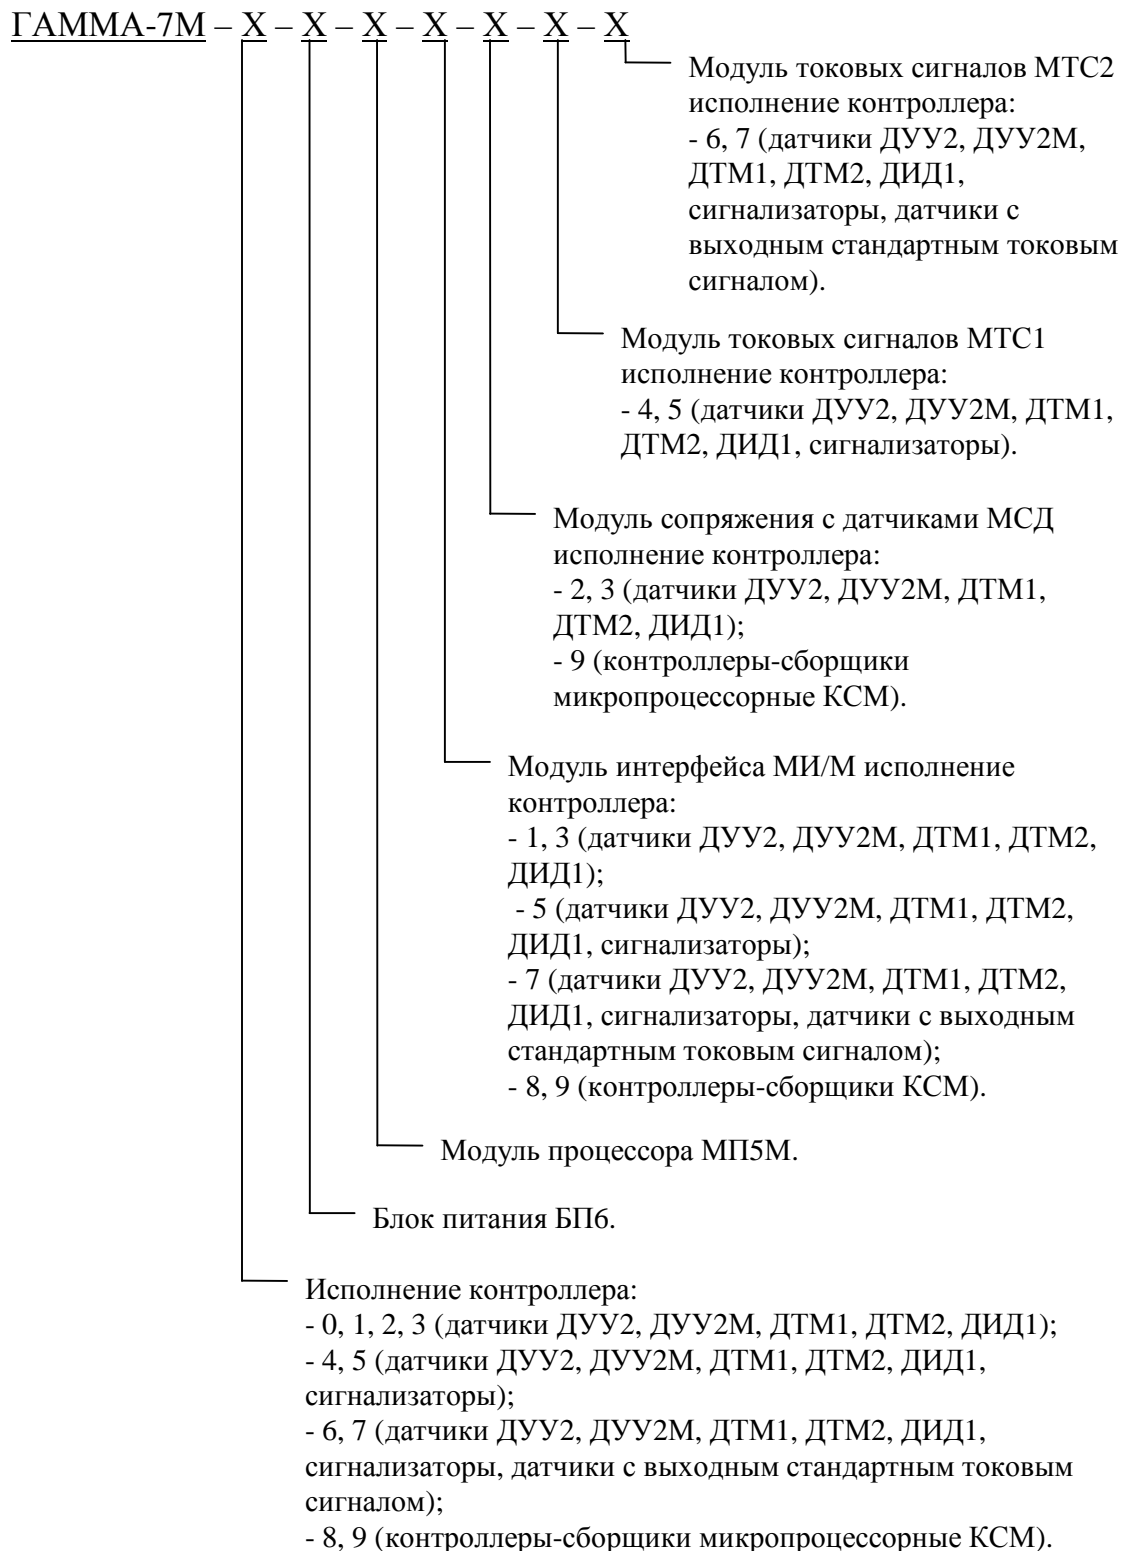 ГАММА-7М – Х – Х – Х – Х – Х – Х – Х
Модуль токовых сигналов МТС2
исполнение контроллера:
- 6, 7 (датчики ДУУ2, ДУУ2М,
ДТМ1, ДТМ2, ДИД1,
сигнализаторы, датчики с
выходным стандартным токовым
сигналом).
Модуль токовых сигналов МТС1
исполнение контроллера:
- 4, 5 (датчики ДУУ2, ДУУ2М, ДТМ1,
ДТМ2, ДИД1, сигнализаторы).
Модуль сопряжения с датчиками МСД
исполнение контроллера:
- 2, 3 (датчики ДУУ2, ДУУ2М, ДТМ1,
ДТМ2, ДИД1);
- 9 (контроллеры-сборщики
микропроцессорные КСМ).
Модуль интерфейса МИ/М исполнение
контроллера:
- 1, 3 (датчики ДУУ2, ДУУ2М, ДТМ1, ДТМ2,
ДИД1);
- 5 (датчики ДУУ2, ДУУ2М, ДТМ1, ДТМ2,
ДИД1, сигнализаторы);
- 7 (датчики ДУУ2, ДУУ2М, ДТМ1, ДТМ2,
ДИД1, сигнализаторы, датчики с выходным
стандартным токовым сигналом);
- 8, 9 (контроллеры-сборщики КСМ).
Модуль процессора МП5М.
Блок питания БП6.
Исполнение контроллера:
- 0, 1, 2, 3 (датчики ДУУ2, ДУУ2М, ДТМ1, ДТМ2, ДИД1);
- 4, 5 (датчики ДУУ2, ДУУ2М, ДТМ1, ДТМ2, ДИД1,
сигнализаторы);
- 6, 7 (датчики ДУУ2, ДУУ2М, ДТМ1, ДТМ2, ДИД1,
сигнализаторы, датчики с выходным стандартным токовым
сигналом);
- 8, 9 (контроллеры-сборщики микропроцессорные КСМ).